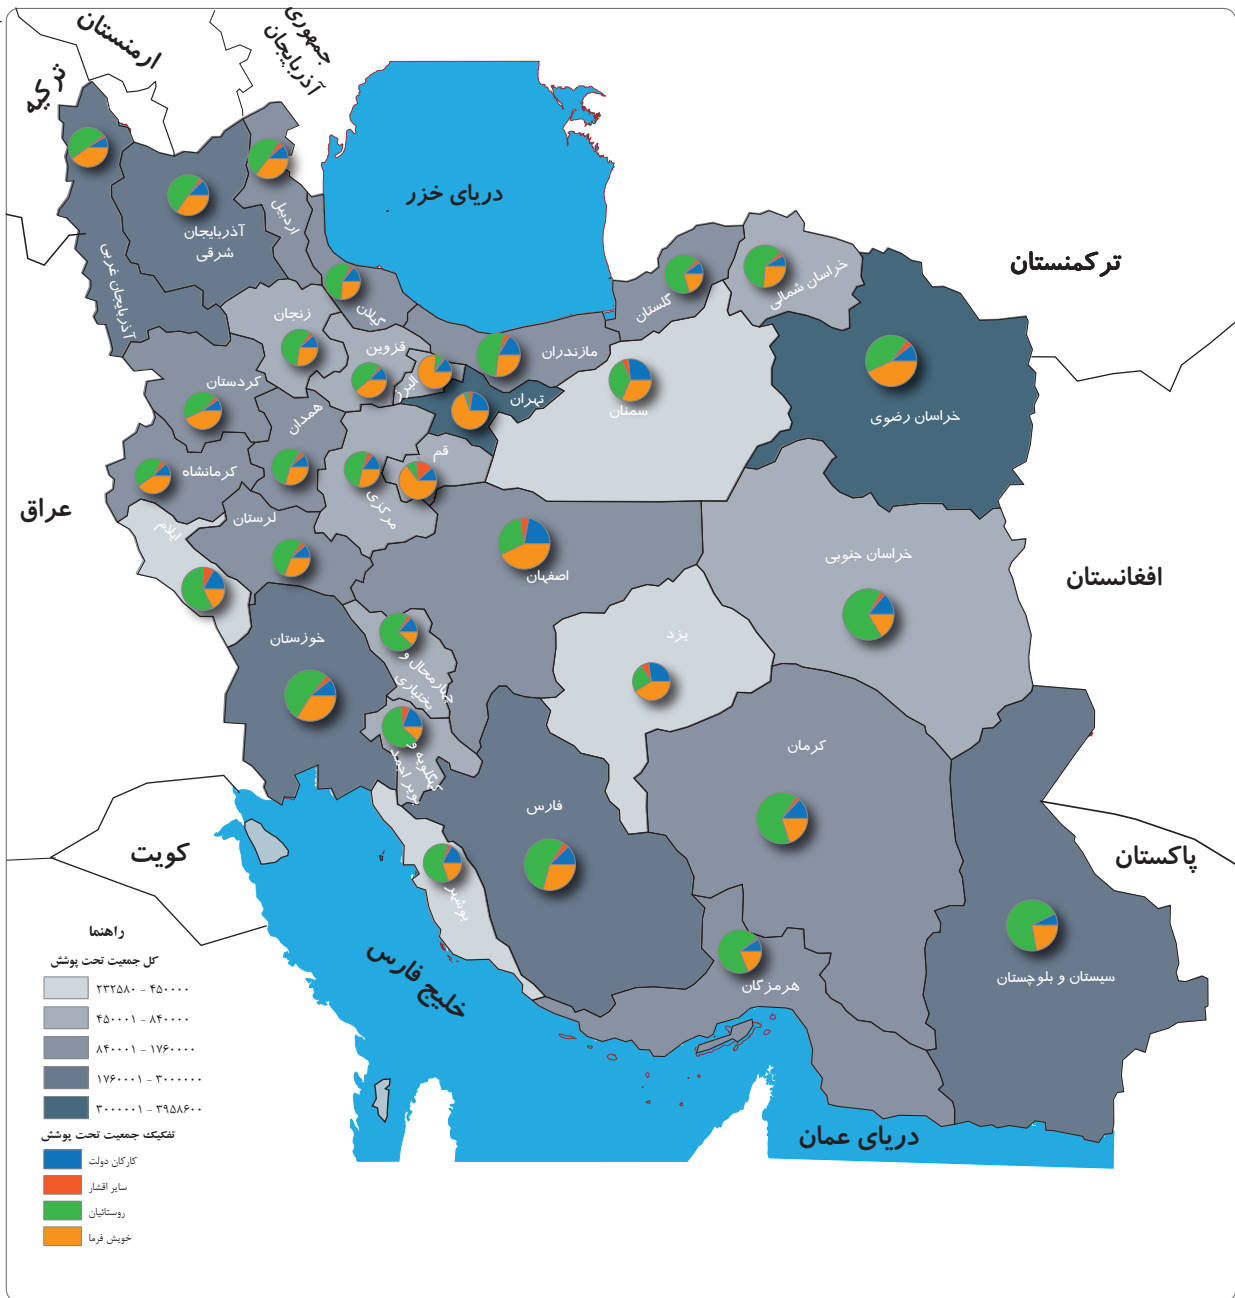 ارمنستان
جمهوری
آذربایجان
ترکیه
دریای خزر
ترکمنستان
آذربایجان
شرقی
اردبیل
آذربایجان غربی
گیلان
زنجان
قزوین
البرز
مازندران
تهران
گلستان
خراسان شمالی
سمنان
خراسان رضوی
کردستان
همدان
کرمانشاه
قم
مرکزی
لرستان
ایلام
عراق
اصفهان
خراسان جنوبی
افغانستان
یزد
خوزستان
چهارمحال و
بختیاری
کهگلویه و
بویر احمد
کرمان
فارس
بوشهر
کویت
پاکستان
هرمزگان
سیستان و بلوچستان
خلیج فارس
دریای عمان
راهنما
کل جمعیت تحت پوشش
۲۳۲۵۸۰ - ۴۵۰۰۰۰
۴۵۰۰۰۱ - ۸۴۰۰۰۰
۸۴۰۰۰۱ - ۱۷۶۰۰۰۰
۱۷۶۰۰۰۱ - ۳۰۰۰۰۰۰
۳۰۰۰۰۰۱ - ۳۹۵۸۶۰۰
تفکیک جمعیت تحت پوشش
کارکان دولت
سایر اقشار
روستائیان
خویش فرما